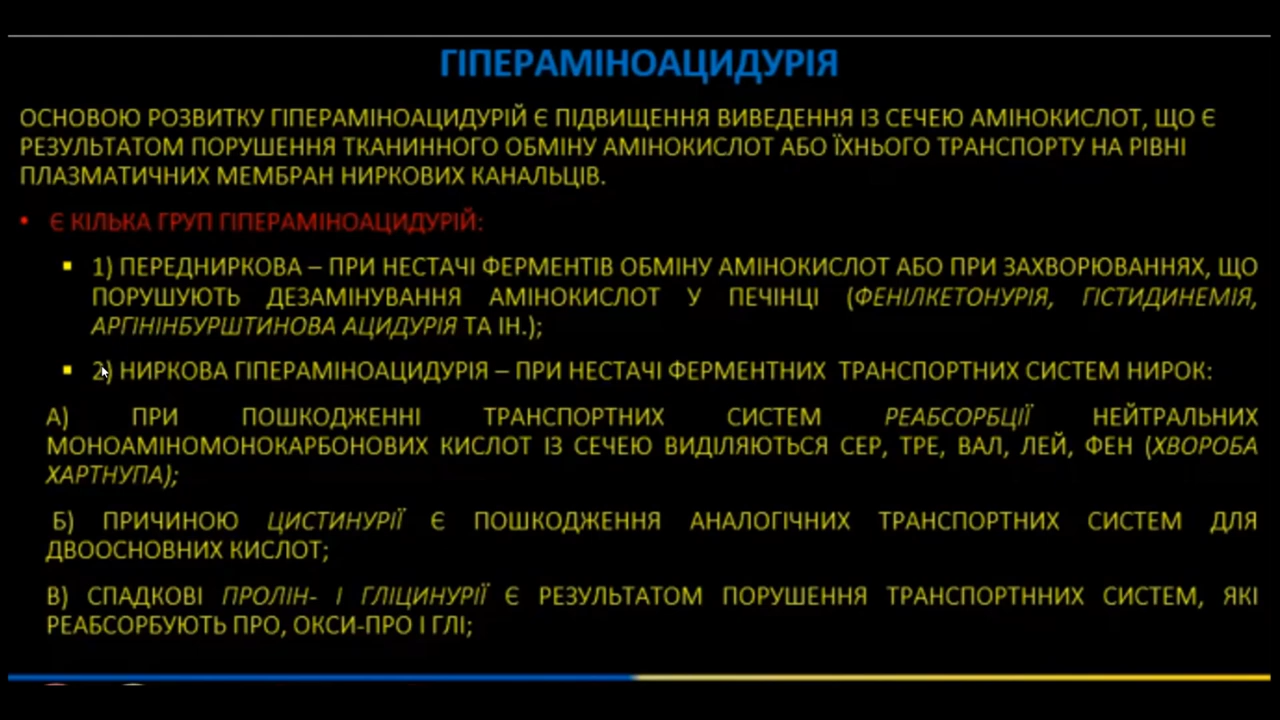 ГІПЕРАМІНОАЦИДУРІЯ
ОСНОВОЮ РОЗВИТКУ ГІПЕРАМІНОАЦИДУРІЙ Є ПІДВИЩЕННЯ ВИВЕДЕННЯ ІЗ СЕЧЕЮ АМІНОКИСЛОТ, ЩО Є
РЕЗУЛЬТАТОМ ПОРУШЕННЯ ТКАНИННОГО ОБМІНУ АМІНОКИСЛОТ АБО ЇХНЬОГО ТРАНСПОРТУ НА РІВНІ
ПЛАЗМАТИЧНИХ МЕМБРАН НИРКОВИХ КАНАЛЬЦІВ.
• Є КІЛЬКА ГРУП ГІПЕРАМІНОАЦИДУРІЙ:
▪ 1) ПЕРЕДНИРКОВА – ПРИ НЕСТАЧІ ФЕРМЕНТІВ ОБМІНУ АМІНОКИСЛОТ АБО ПРИ ЗАХВОРЮВАННЯХ, ЩО
ПОРУШУЮТЬ ДЕЗАМІНУВАННЯ АМІНОКИСЛОТ У ПЕЧІНЦІ (ФЕНІЛКЕТОНУРІЯ, ГІСТИДИНЕМІЯ,
АРГІНІНБУРШТИНОВА АЦИДУРІЯ ТА ІН.);
▪ 2) НИРКОВА ГІПЕРАМІНОАЦИДУРІЯ – ПРИ НЕСТАЧІ ФЕРМЕНТНИХ ТРАНСПОРТНИХ СИСТЕМ НИРОК:
А) ПРИ ПОШКОДЖЕННІ ТРАНСПОРТНИХ СИСТЕМ РЕАБСОРБЦІЇ НЕЙТРАЛЬНИХ
МОНОАМІНОМОНОКАРБОНОВИХ КИСЛОТ ІЗ СЕЧЕЮ ВИДІЛЯЮТЬСЯ СЕР, ТРЕ, ВАЛ, ЛЕЙ, ФЕН (ХВОРОБА
ХАРТНУПА);
Б) ПРИЧИНОЮ ЦИСТИНУРІЇ Є ПОШКОДЖЕННЯ АНАЛОГІЧНИХ ТРАНСПОРТНИХ СИСТЕМ ДЛЯ
ДВООСНОВНИХ КИСЛОТ;
В) СПАДКОВІ ПРОЛІН- І ГЛІЦИНУРІЇ Є РЕЗУЛЬТАТОМ ПОРУШЕННЯ ТРАНСПОРТННИХ СИСТЕМ, ЯКІ
РЕАБСОРБУЮТЬ ПРО, ОКСИ-ПРО І ГЛІ;